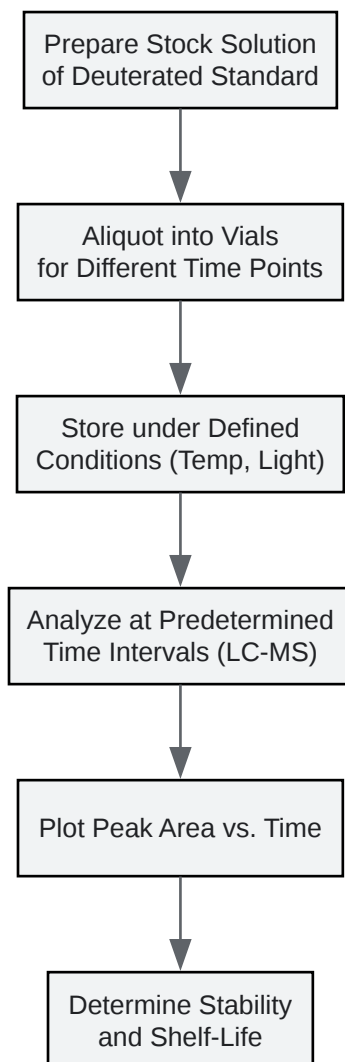 Prepare Stock Solution
of Deuterated Standard
Aliquot into Vials
for Different Time Points
Store under Defined
Conditions (Temp, Light)
Analyze at Predetermined
Time Intervals (LC-MS)
Plot Peak Area vs. Time
Determine Stability
and Shelf-Life